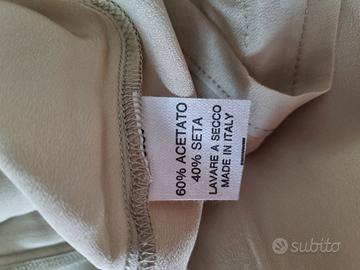 60% ACETATO
40% SETA
LAVARE A SECCO
MADE IN ITALY
subito